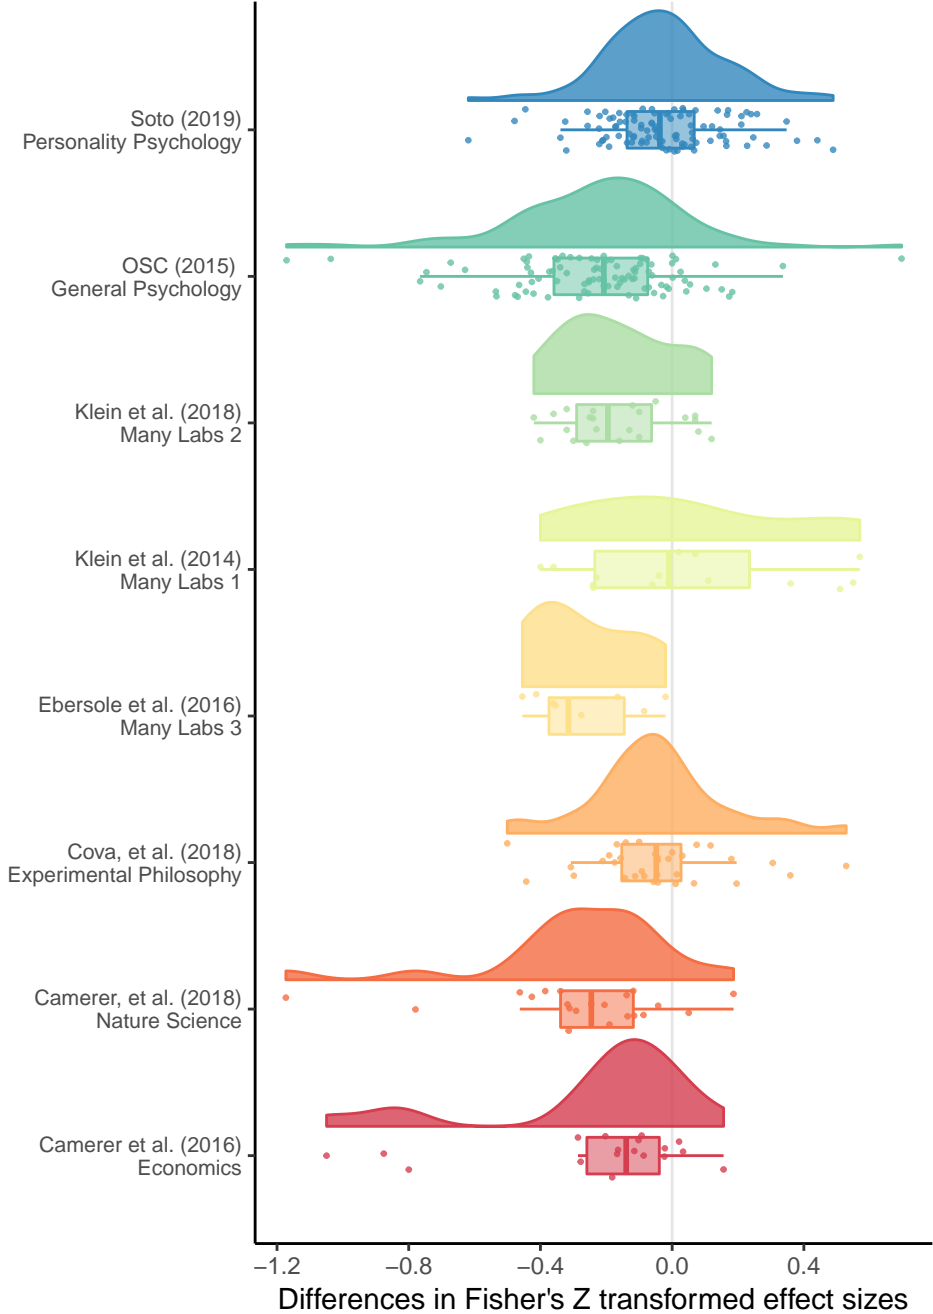 Soto (2019)
Personality Psychology
OSC (2015)
General Psychology
Klein et al. (2018)
Many Labs 2
Klein et al. (2014)
Many Labs 1
Ebersole et al. (2016)
Many Labs 3
Cova, et al. (2018)
Experimental Philosophy
Camerer, et al. (2018)
Nature Science
Camerer et al. (2016)
Economics
−1.2 −0.8 −0.4 0.0 0.4
Differences in Fisher's Z transformed effect sizes